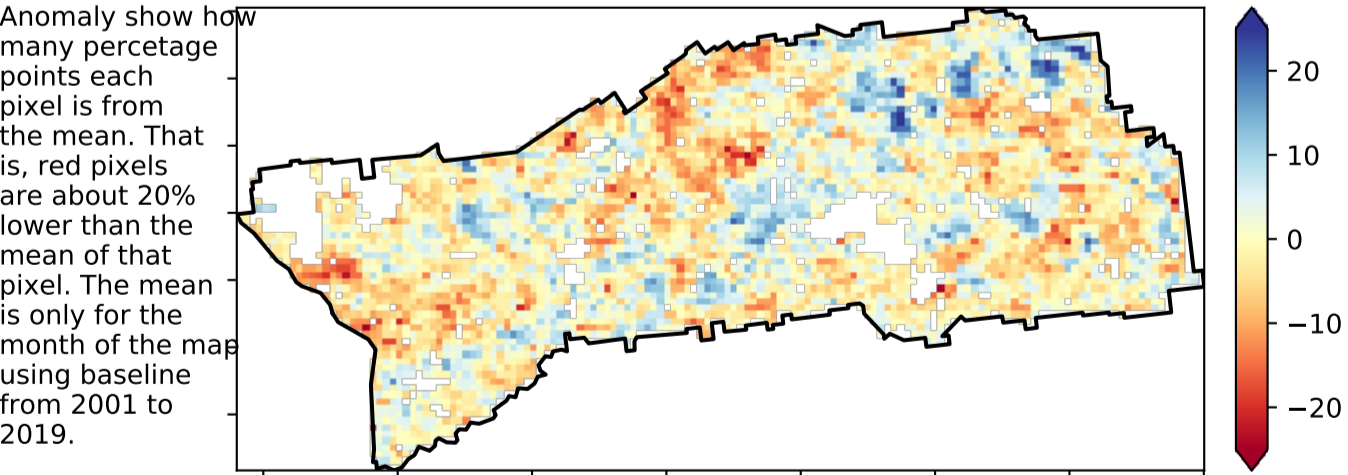 Anomaly show how
many percetage
points each
pixel is from
the mean. That
is, red pixels
are about 20%
lower than the
mean of that
pixel. The mean
is only for the
month of the map
using baseline
from 2001 to
2019.
20
10
0
−10
−20